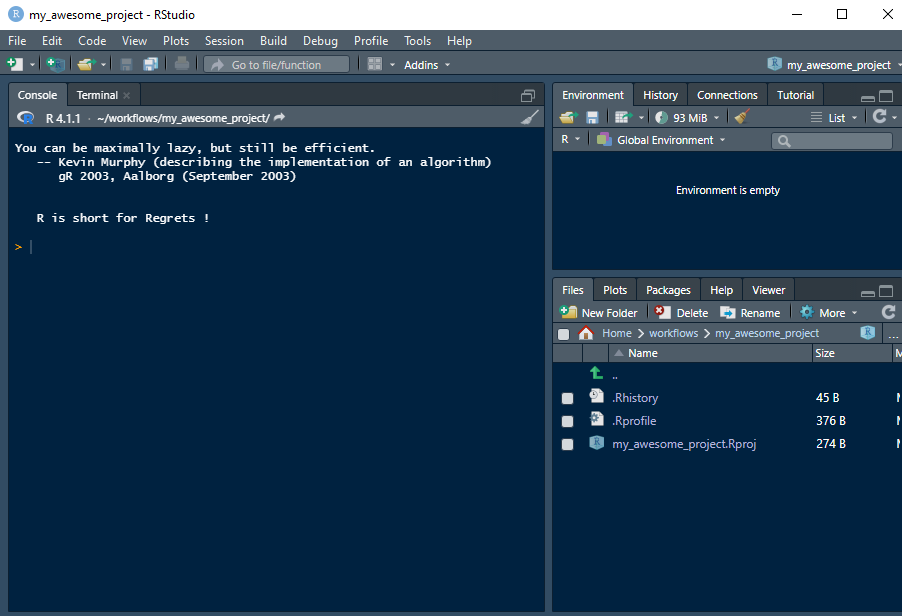 my_awesome_project - RStudio
File Edit Code View Plots Session Build Debug Profile Tools Help
Go to file/function Addins my_awesome_project
Console Terminal
R 4.1.1 · ~/workflows/my_awesome_project/
You can be maximally lazy, but still be efficient.
-- Kevin Murphy (describing the implementation of an algorithm)
gR 2003, Aalborg (September 2003)
R is short for Regrets !
>
Environment History Connections Tutorial
93 MiB List
R Global Environment
Environment is empty
Files Plots Packages Help Viewer
New Folder Delete Rename More
Home workflows my_awesome_project R ...
Name Size
..
.Rhistory 45 B
.Rprofile 376 B
my_awesome_project.Rproj 274 B